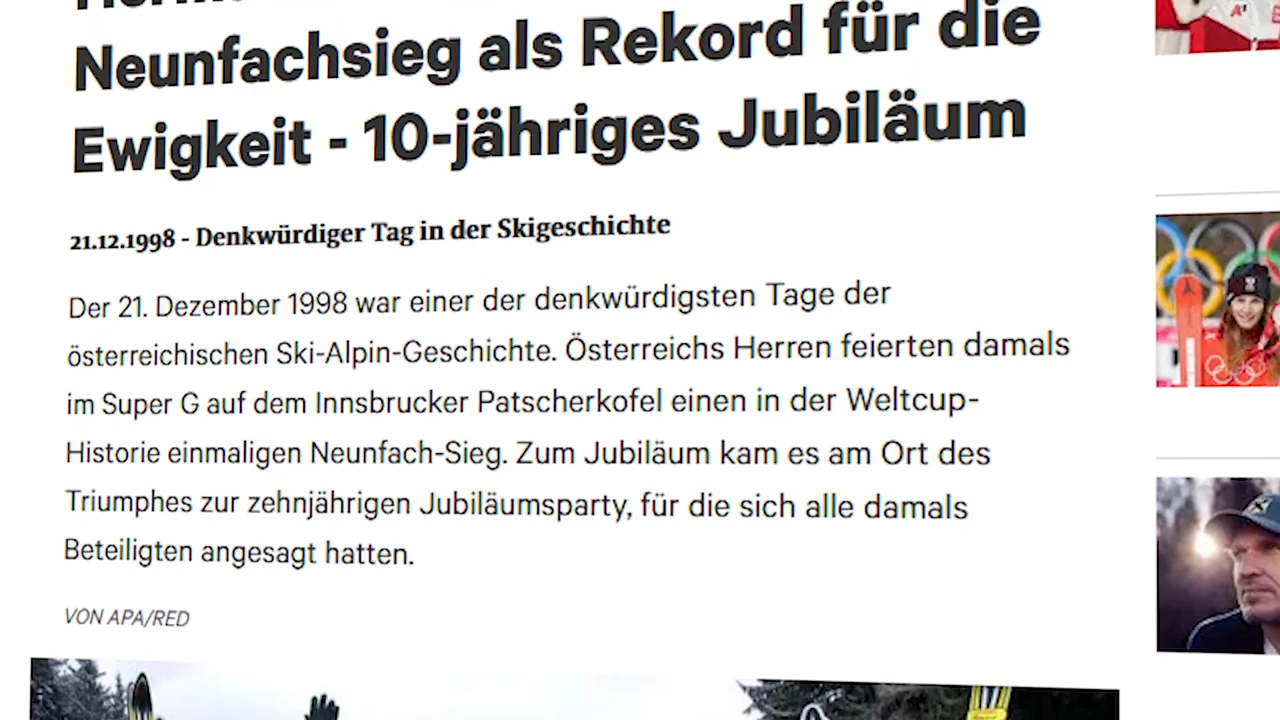 Neunfachsieg als Rekord für die
Ewigkeit - 10-jähriges Jubiläum
21.12.1998 - Denkwürdiger Tag in der Skigeschichte
Der 21. Dezember 1998 war einer der denkwürdigsten Tage der
österreichischen Ski-Alpin-Geschichte. Österreichs Herren feierten damals
im Super G auf dem Innsbrucker Patscherkofel einen in der Weltcup-
Historie einmaligen Neunfach-Sieg. Zum Jubiläum kam es am Ort des
Triumphes zur zehnjährigen Jubiläumsparty, für die sich alle damals
Beteiligten angesagt hatten.
VON APA/RED